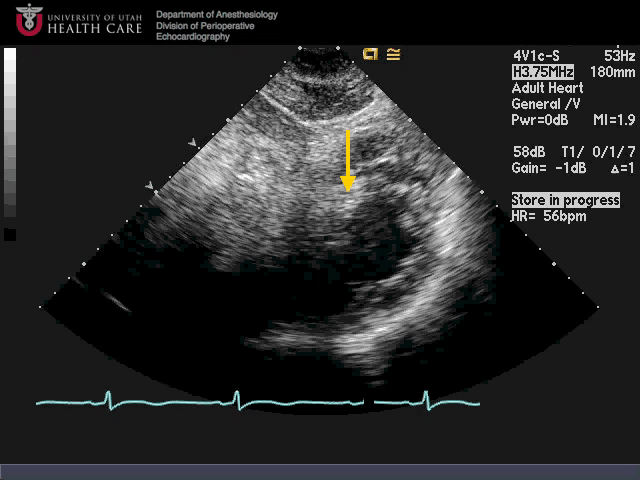 UNIVERSITY OF UTAH
HEALTH CARE
Department of Anesthesiology
Division of Perioperative
Echocardiography
4V1c-S 53Hz
H3.75MHz 180mm
Adult Heart
General /V
Pwr=0dB MI=1.9
58dB T1/ 0/1/7
Gain= -1dB Δ=1
Store in progress
HR= 56bpm